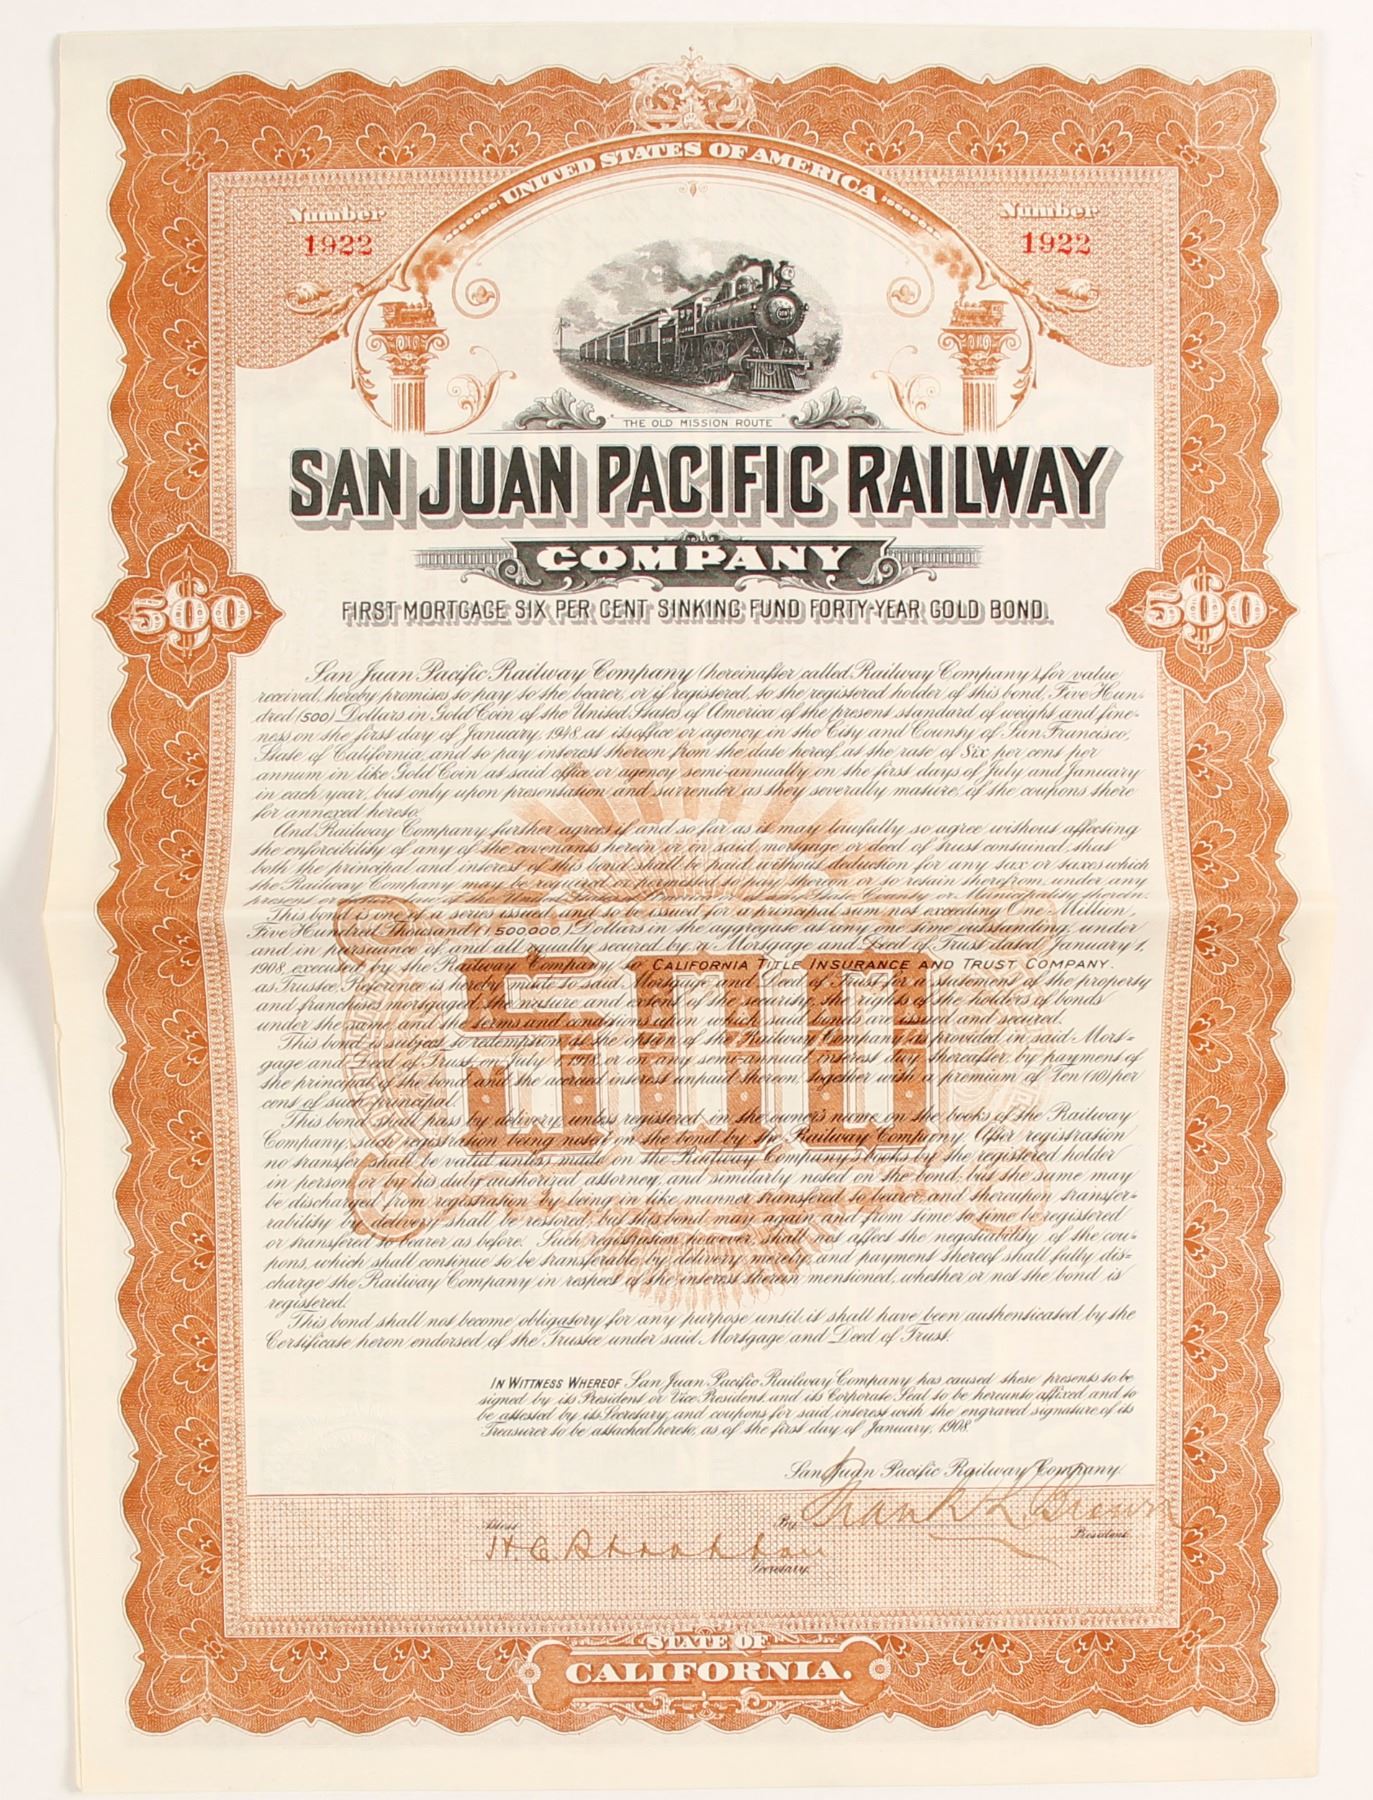 UNITED STATES OF AMERICA
Number
1922
Number
1922
THE OLD MISSION ROUTE
SAN JUAN PACIFIC RAILWAY
COMPANY
FIRST MORTGAGE SIX PER CENT SINKING FUND FORTY-YEAR GOLD BOND.
500
500
San Juan Pacific Railway Company (hereinafter called Railway Company) for value
received, hereby promises to pay to the bearer, or if registered, to the registered holder of this bond, Five Hun-
dred (500) Dollars in Gold Coin of the United States of America of the present standard of weight and fine-
ness on the first day of January, 1948 at its office or agency in the City and County of San Francisco,
State of California, and to pay interest thereon from the date hereof, at the rate of Six per cent per
annum in like Gold Coin at said office or agency semi-annually on the first days of July and January
in each year, but only upon presentation and surrender as they severally mature, of the coupons there
for annexed hereto.
And Railway Company further agrees if and so far as it may lawfully so agree without affecting
the enforcibility of any of the covenants herein or in said mortgage or deed of trust contained, that
both the principal and interest of this bond shall be paid without deduction for any tax or taxes which
the Railway Company may be required or permitted to pay thereon or to retain therefrom under any
present or future law of the United States of America or of any State, County or Municipality therein.
This bond is one of a series issued and to be issued for a principal sum not exceeding One Million,
Five Hundred Thousand (1,500,000) Dollars in the aggregate at any one time outstanding, under
and in pursuance of and all equally secured by a Mortgage and Deed of Trust dated January 1,
1908, executed by the Railway Company to CALIFORNIA TITLE INSURANCE AND TRUST COMPANY.
as Trustee. Reference is hereby made to said Mortgage and Deed of Trust for a statement of the property
and franchises mortgaged, the nature and extent of the security, the rights of the holders of bonds
under the same and the terms and conditions upon which said bonds are issued and secured.
This bond is subject to redemption at the option of the Railway Company as provided in said Mort-
gage and Deed of Trust on July 1, 1918, or on any semi-annual interest day thereafter by payment of
the principal of the bond and the accrued interest unpaid thereon, together with a premium of Ten (10) per
cent of such principal.
This bond shall pass by delivery, unless registered on the owner's name on the books of the Railway
Company, such registration being noted on the bond by the Railway Company. After registration
no transfer shall be valid unless made on the Railway Company's books by the registered holder
in person or by his duly authorized attorney, and similarly noted on the bond; but the same may
be discharged from registration by being in like manner transfered to bearer, and thereupon transfer-
rability by delivery shall be restored; but this bond may again and from time to time be registered
or transfered to bearer as before. Such registration however, shall not affect the negotiability of the cou-
pons, which shall continue to be transferable by delivery merely, and payment thereof shall fully dis-
charge the Railway Company in respect of the interest therein mentioned, whether or not the bond is
registered.
This bond shall not become obligatory for any purpose until it shall have been authenticated by the
Certificate heron endorsed of the Trustee under said Mortgage and Deed of Trust.
500
IN WITTNESS WHEREOF San Juan Pacific Railway Company has caused these presents to be
signed by its President or Vice President, and its Corporate Seal to be hereunto affixed and to
be attested by its Secretary, and coupons for said interest with the engraved signature of its
Treasurer to be attached hereto, as of the first day of January, 1908.
San Juan Pacific Railway Company.
By Frank L. Brown
President.
Attest
H. C.
Secretary.
STATE OF
CALIFORNIA.